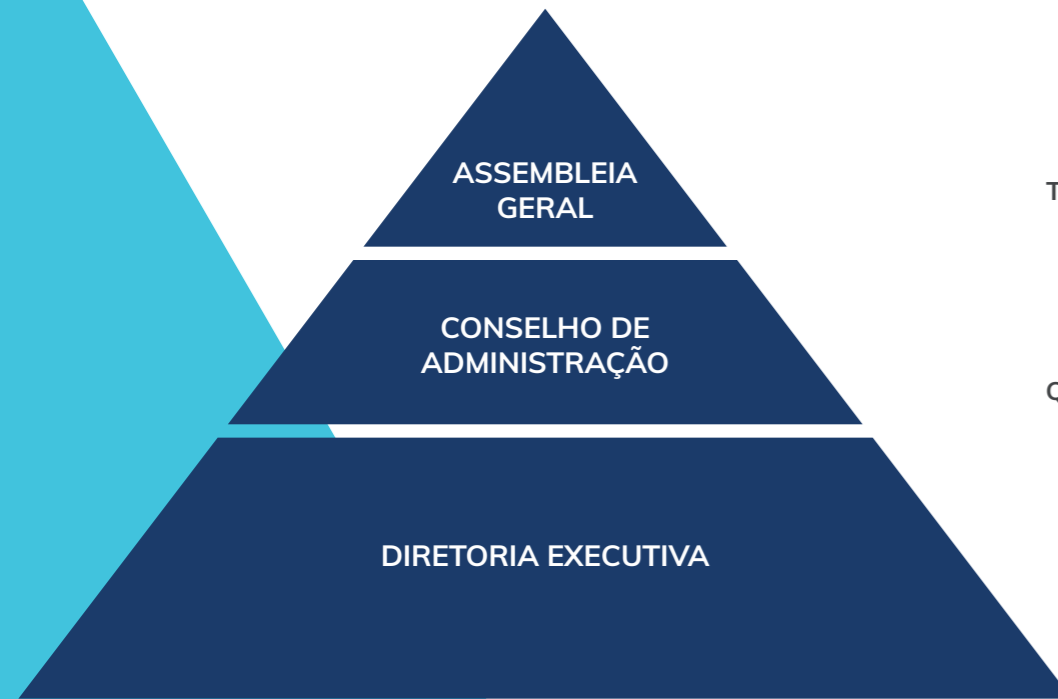 ASSEMBLEIA
GERAL
T
CONSELHO DE
ADMINISTRAÇÃO
Q
DIRETORIA EXECUTIVA